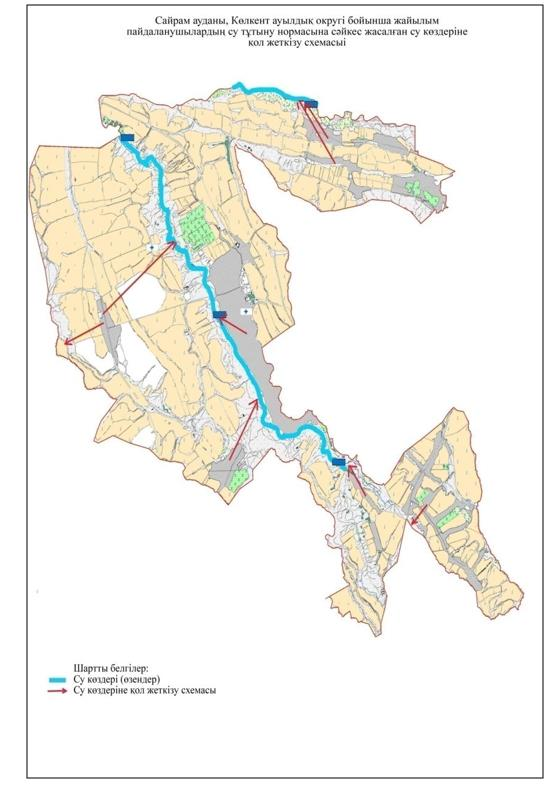 Сайрам ауданы, Көлкент ауылдық округі бойынша жайылым
пайдаланушылардың су тұтыну нормасына сәйкес жасалған су көздеріне
қол жеткізу схемасыі
Шартты белгілер:
Су көздері (өзендер)
Су көздеріне қол жеткізу схемасы